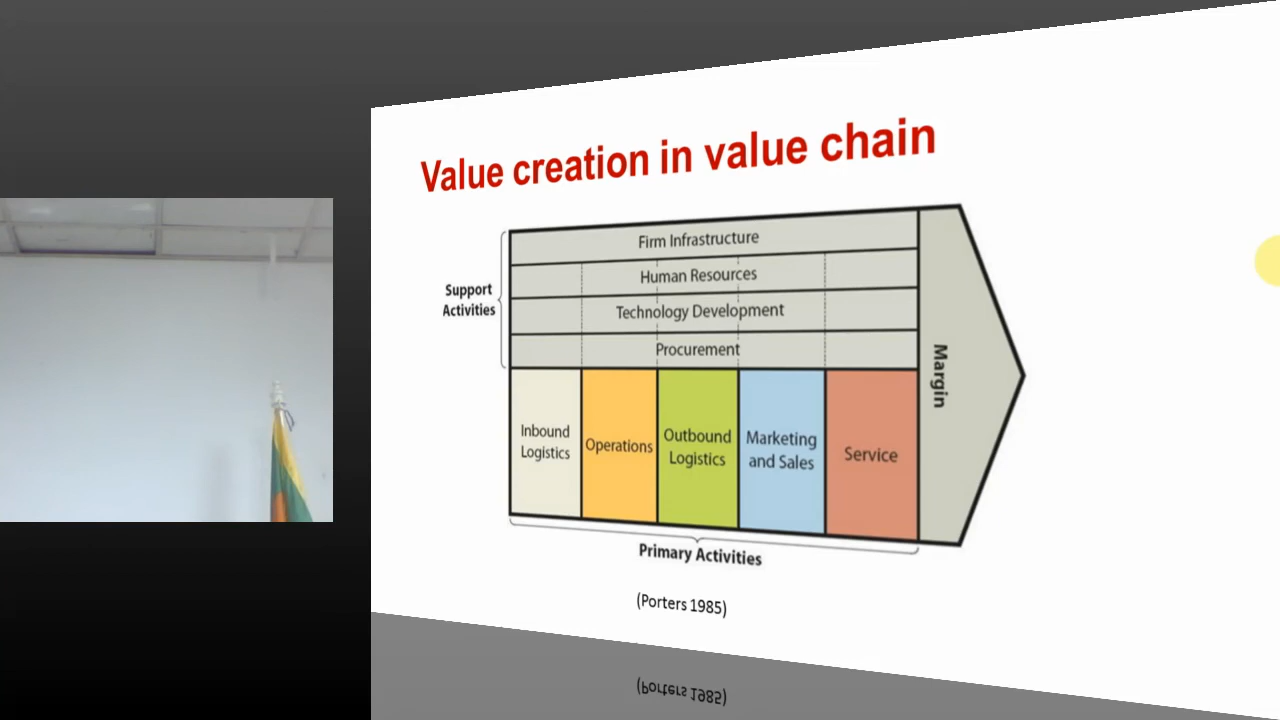 Value creation in value chain
Support
Activities
Firm Infrastructure
Human Resources
Technology Development
Procurement
Inbound
Logistics
Operations
Outbound
Logistics
Marketing
and Sales
Service
Margin
Primary Activities
(Porters 1985)
(Porters 1985)